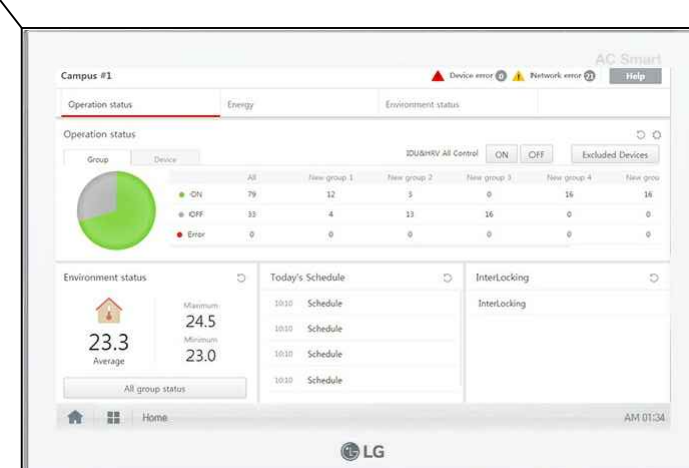 AC Smart
Campus #1 Device error 0 Network error 21 Help
Operation status Energy Environment status
Operation status
Group Device IDU&HRV All Control ON OFF Excluded Devices
All New group 1 New group 2 New group 3 New group 4 New grou
ON 79 12 3 0 16 16
OFF 33 4 13 16 0 0
Error 0 0 0 0 0 0
Environment status Today's Schedule InterLocking
23.3
Average
Maximum
24.5
Minimum
23.0
All group status
10:10 Schedule
10:10 Schedule
10:10 Schedule
10:10 Schedule
InterLocking
Home AM 01:34
LG